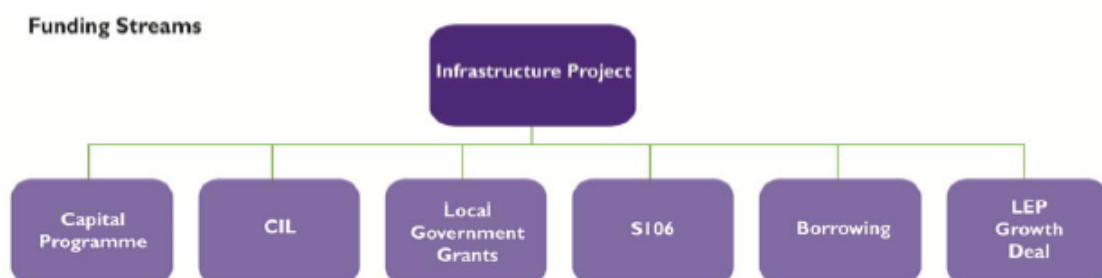 Funding Streams
Infrastructure Project
Capital
Programme
CIL
Local
Government
Grants
S106
Borrowing
LEP
Growth
Deal